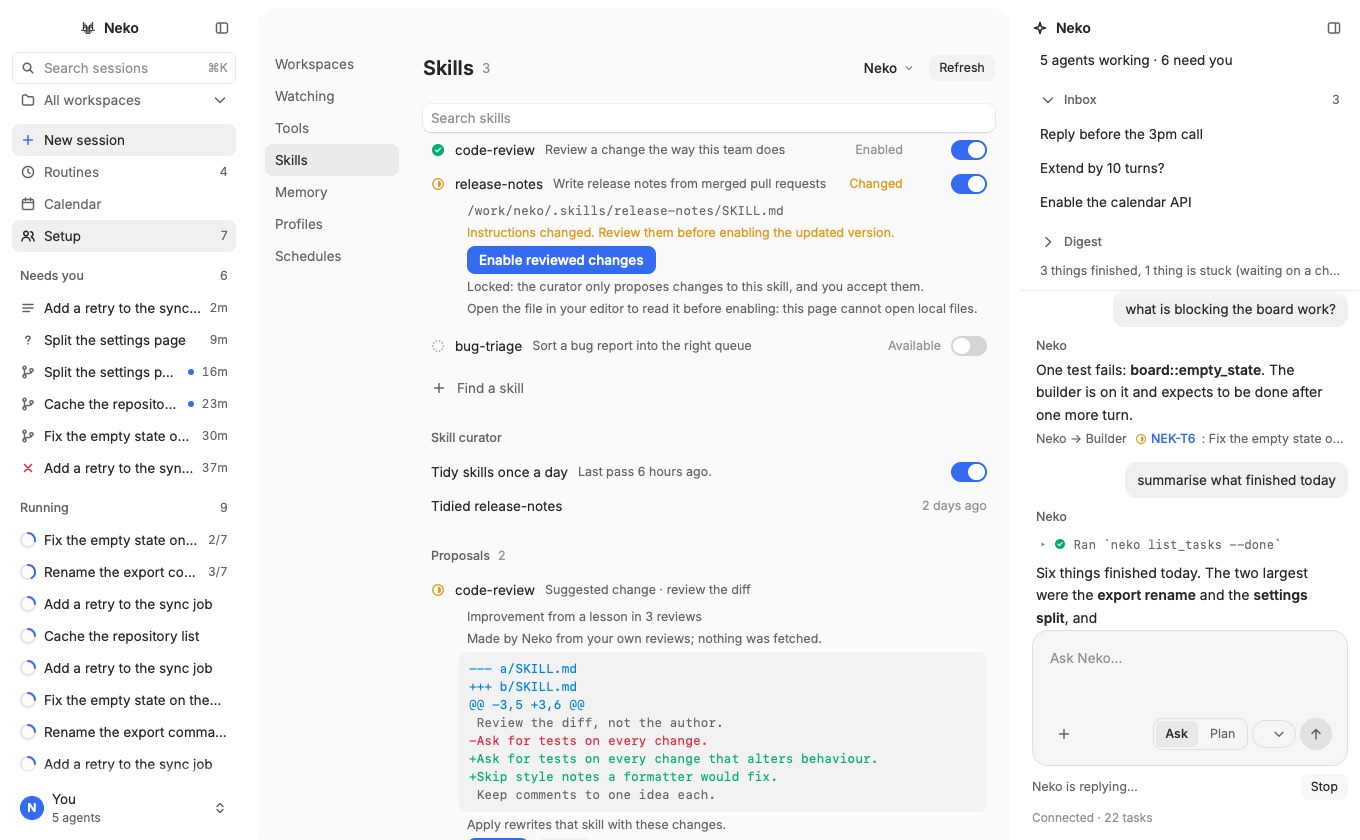 Neko
Search sessions ⌘K
All workspaces
New session
Routines 4
Calendar
Setup 7
Needs you 6
Add a retry to the sync... 2m
? Split the settings page 9m
Split the settings p... 16m
Cache the reposito... 23m
Fix the empty state o... 30m
Add a retry to the syn... 37m
Running 9
Fix the empty state on... 2/7
Rename the export co... 3/7
Add a retry to the sync job
Cache the repository list
Add a retry to the sync job
Fix the empty state on the...
Rename the export comma...
Add a retry to the sync job
N You
5 agents
Workspaces
Watching
Tools
Skills
Memory
Profiles
Schedules
Skills 3
Neko
Refresh
Search skills
code-review Review a change the way this team does Enabled
release-notes Write release notes from merged pull requests Changed
/work/neko/.skills/release-notes/SKILL.md
Instructions changed. Review them before enabling the updated version.
Enable reviewed changes
Locked: the curator only proposes changes to this skill, and you accept them.
Open the file in your editor to read it before enabling: this page cannot open local files.
bug-triage Sort a bug report into the right queue Available
Find a skill
Skill curator
Tidy skills once a day Last pass 6 hours ago.
Tidied release-notes 2 days ago
Proposals 2
code-review Suggested change · review the diff
Improvement from a lesson in 3 reviews
Made by Neko from your own reviews; nothing was fetched.
--- a/SKILL.md
+++ b/SKILL.md
@@ -3,5 +3,6 @@
Review the diff, not the author.
-Ask for tests on every change.
+Ask for tests on every change that alters behaviour.
+Skip style notes a formatter would fix.
Keep comments to one idea each.
Apply rewrites that skill with these changes.
Neko
5 agents working · 6 need you
Inbox 3
Reply before the 3pm call
Extend by 10 turns?
Enable the calendar API
Digest
3 things finished, 1 thing is stuck (waiting on a ch...
what is blocking the board work?
Neko
One test fails: board::empty_state. The
builder is on it and expects to be done after
one more turn.
Neko → Builder NEK-T6 : Fix the empty state o...
summarise what finished today
Neko
Ran `neko list_tasks --done`
Six things finished today. The two largest
were the export rename and the settings
split, and
Ask Neko...
Ask Plan
Neko is replying... Stop
Connected · 22 tasks